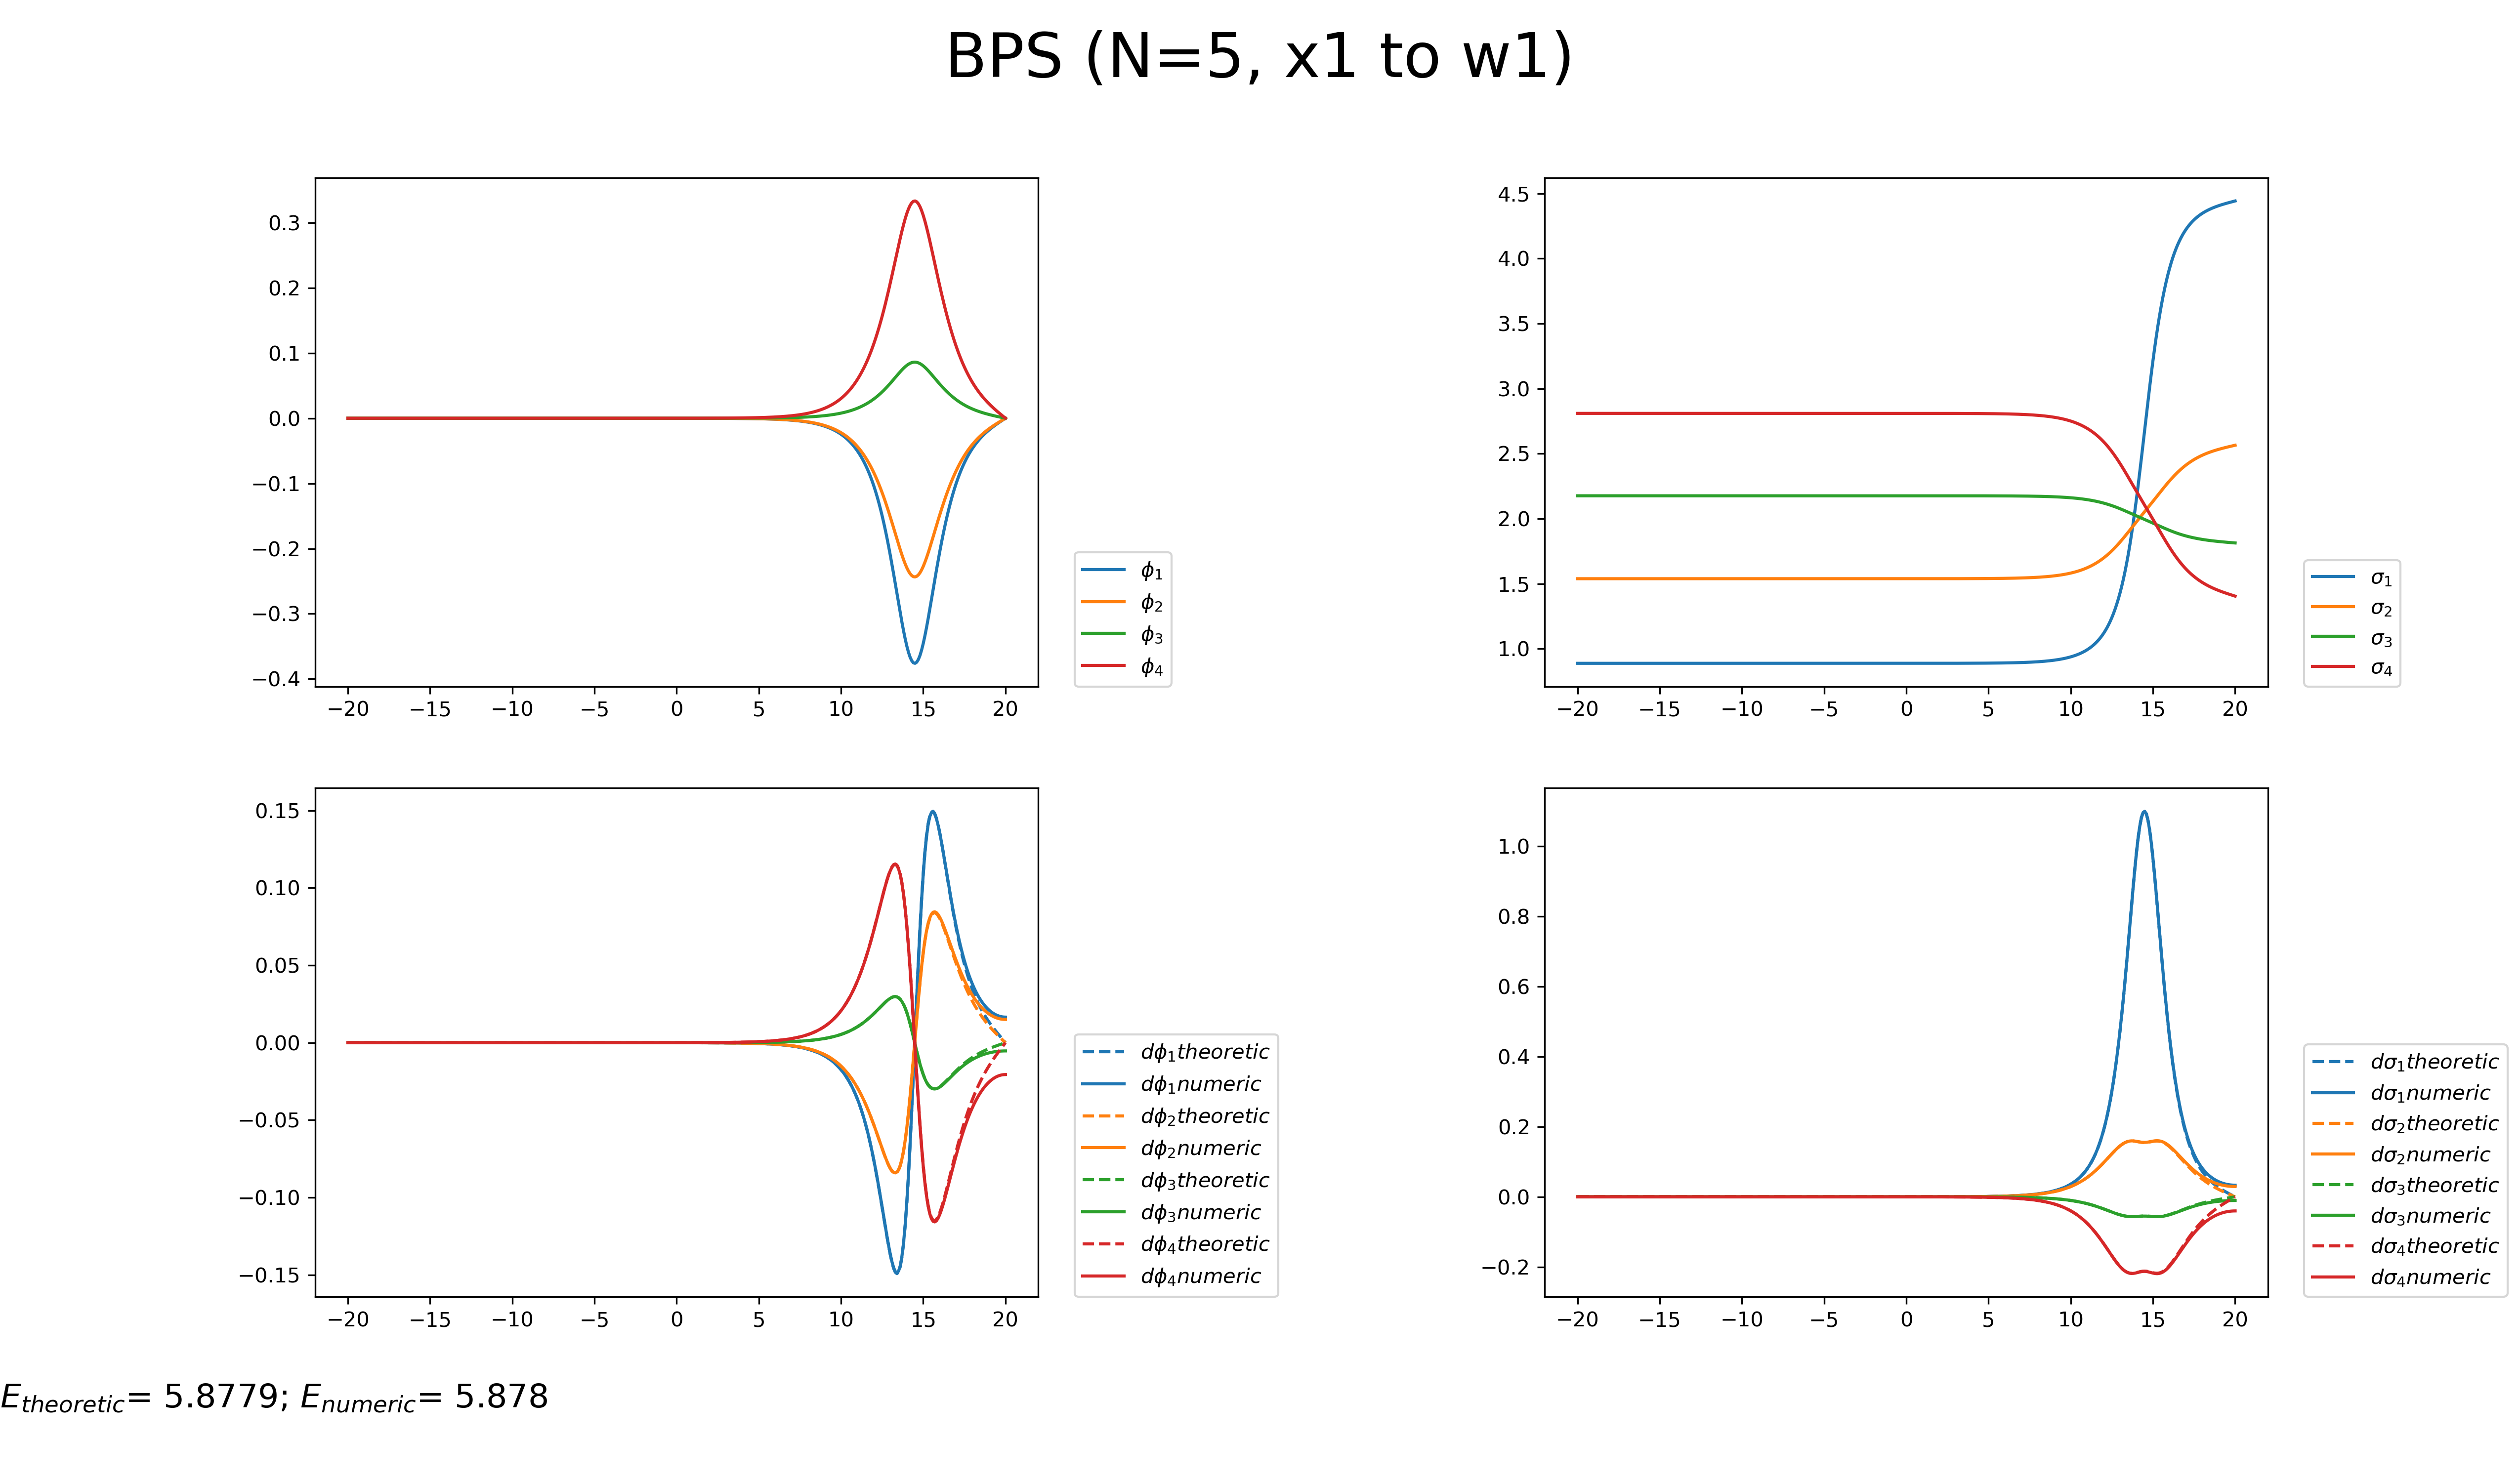 BPS (N=5, x1 to w1)
0.3
0.2
0.1
0.0
−0.1
−0.2
−0.3
−0.4
−20 −15 −10 −5 0 5 10 15 20
ϕ₁
ϕ₂
ϕ₃
ϕ₄
4.5
4.0
3.5
3.0
2.5
2.0
1.5
1.0
−20 −15 −10 −5 0 5 10 15 20
σ₁
σ₂
σ₃
σ₄
0.15
0.10
0.05
0.00
−0.05
−0.10
−0.15
−20 −15 −10 −5 0 5 10 15 20
dϕ₁theoretic
dϕ₁numeric
dϕ₂theoretic
dϕ₂numeric
dϕ₃theoretic
dϕ₃numeric
dϕ₄theoretic
dϕ₄numeric
1.0
0.8
0.6
0.4
0.2
0.0
−0.2
−20 −15 −10 −5 0 5 10 15 20
dσ₁theoretic
dσ₁numeric
dσ₂theoretic
dσ₂numeric
dσ₃theoretic
dσ₃numeric
dσ₄theoretic
dσ₄numeric
E_theoretic= 5.8779; E_numeric= 5.878